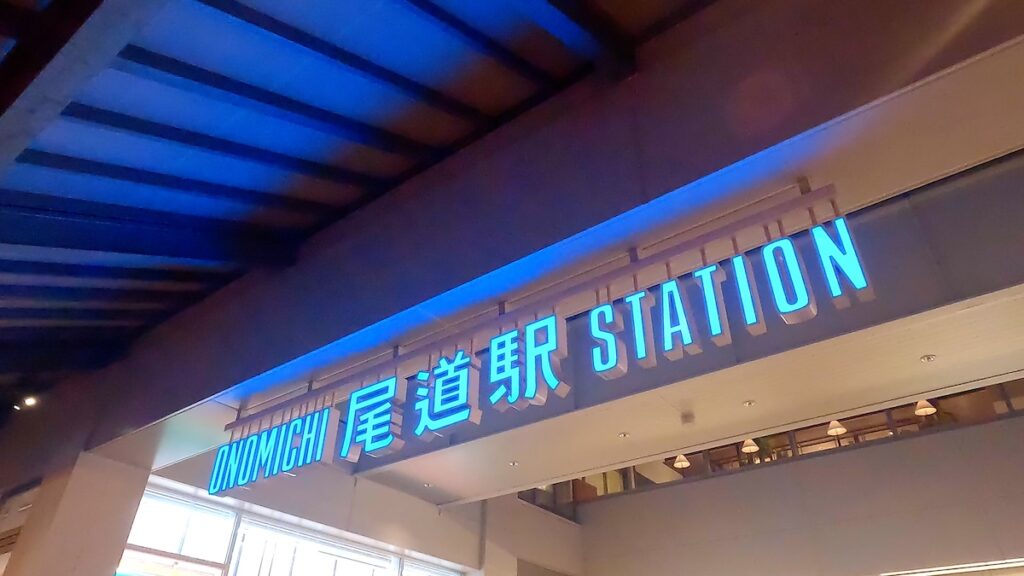 ONOMICHI 尾道駅 STATION